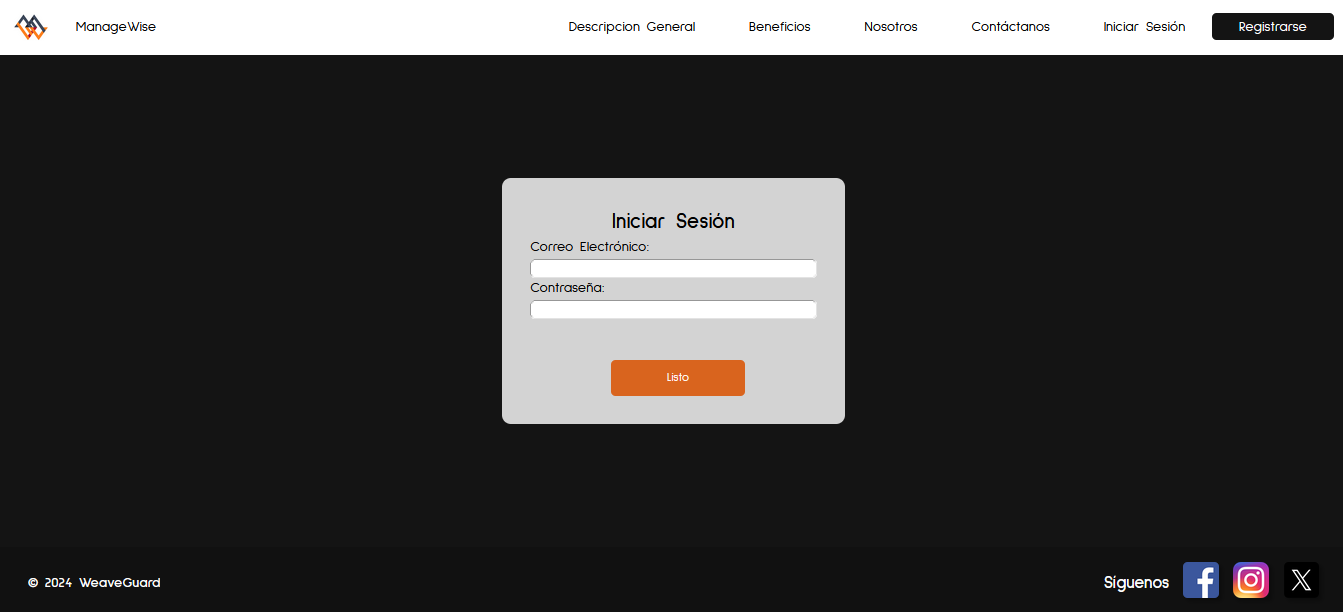 ManageWise Descripcion General Beneficios Nosotros Contáctanos Iniciar Sesión Registrarse
Iniciar Sesión
Correo Electrónico:
Contraseña:
Listo
© 2024 WeaveGuard Síguenos